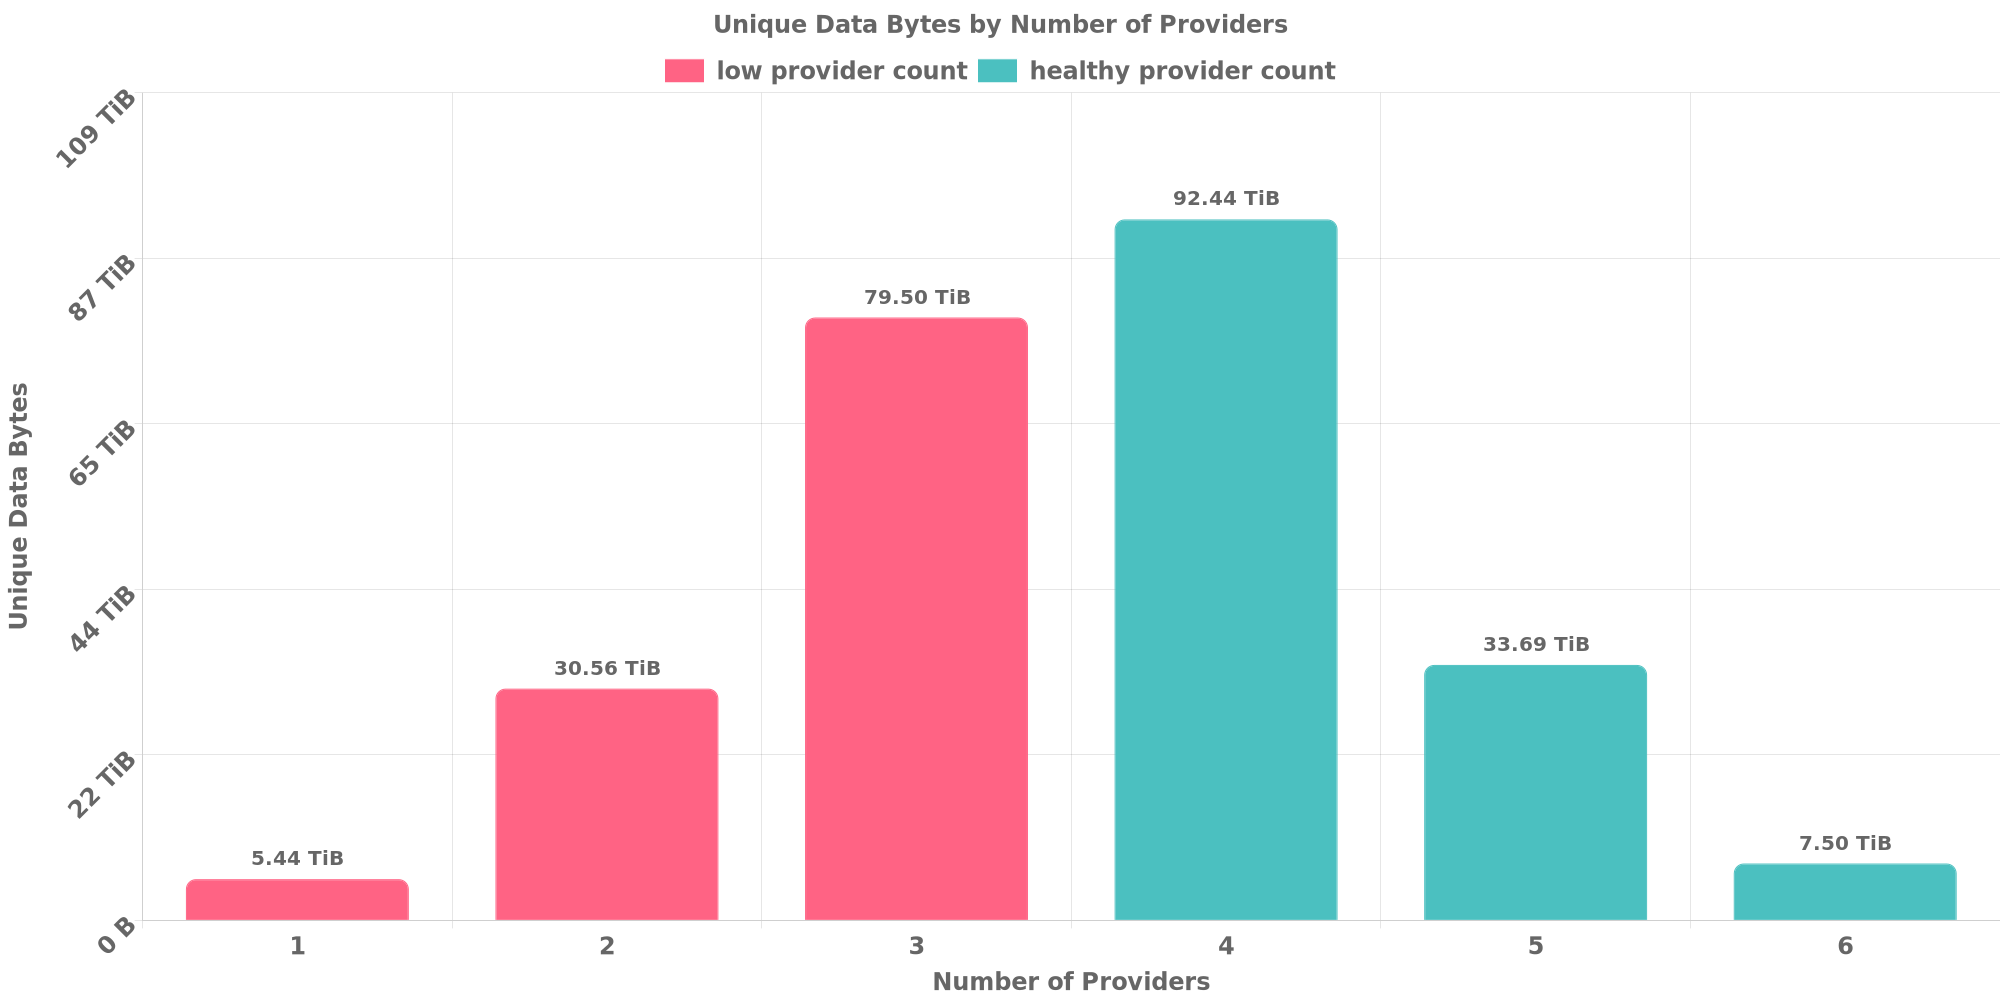 Unique Data Bytes by Number of Providers
low provider count healthy provider count
109 TiB
87 TiB
65 TiB
44 TiB
22 TiB
0 B
Unique Data Bytes
5.44 TiB
30.56 TiB
79.50 TiB
92.44 TiB
33.69 TiB
7.50 TiB
1 2 3 4 5 6
Number of Providers